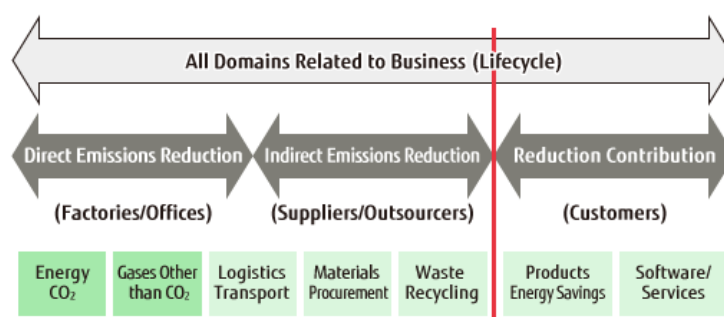 All Domains Related to Business (Lifecycle)
Direct Emissions Reduction
Indirect Emissions Reduction
Reduction Contribution
(Factories/Offices)
(Suppliers/Outsourcers)
(Customers)
Energy
CO₂
Gases Other
than CO₂
Logistics
Transport
Materials
Procurement
Waste
Recycling
Products
Energy Savings
Software/
Services